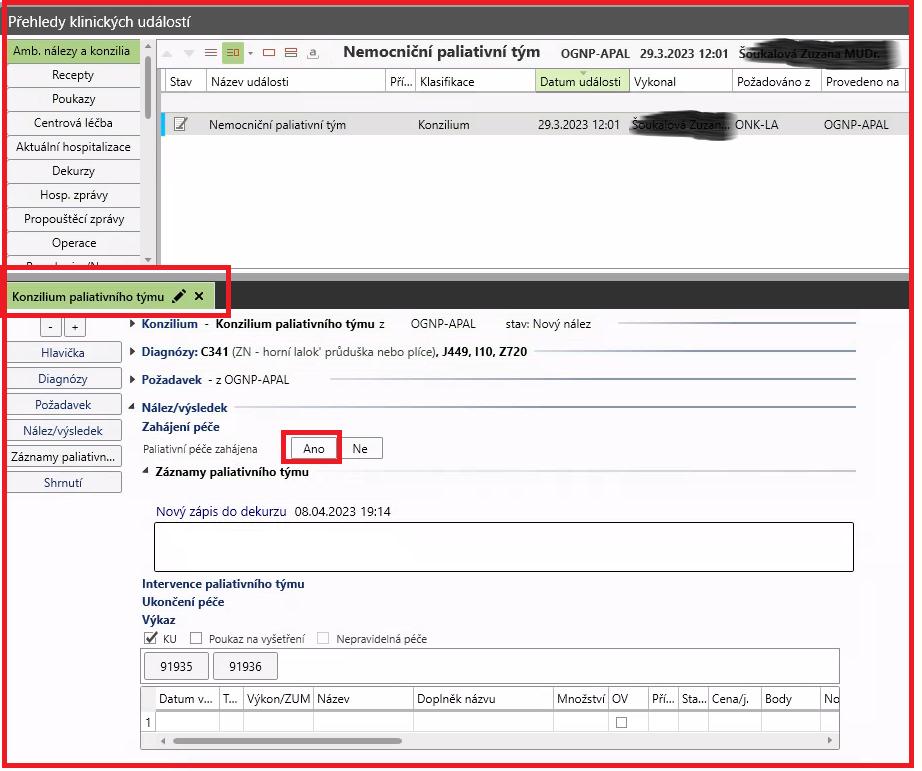 Přehledy klinických událostí
Amb. nálezy a konzilia
Recepty
Poukazy
Centrová léčba
Aktuální hospitalizace
Dekurzy
Hosp. zprávy
Propouštěcí zprávy
Operace
a. Nemocniční paliativní tým OGNP-APAL 29.3.2023 12:01
Stav Název události Pří... Klasifikace Datum události Vykonal Požadováno z Provedeno na
Nemocniční paliativní tým Konzilium 29.3.2023 12:01 ONK-LA OGNP-APAL
Konzilium paliativního týmu
- +
Hlavička
Diagnózy
Požadavek
Nález/výsledek
Záznamy paliativn...
Shrnutí
Konzilium - Konzilium paliativního týmu z OGNP-APAL stav: Nový nález
Diagnózy: C341 (ZN - horní lalok' průduška nebo plíce), J449, I10, Z720
Požadavek - z OGNP-APAL
Nález/výsledek
Zahájení péče
Paliativní péče zahájena Ano Ne
Záznamy paliativního týmu
Nový zápis do dekurzu 08.04.2023 19:14
Intervence paliativního týmu
Ukončení péče
Výkaz
KU Poukaz na vyšetření Nepravidelná péče
91935 91936
Datum v... T... Výkon/ZUM Název Doplněk názvu Množství OV Pří... Sta... Cena/j. Body No
1